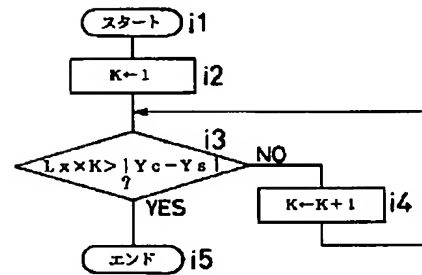 スタート i1
K←1 i2
i3
Lx×K>|Yc−Ys|
?
NO
YES
K←K+1 i4
エンド i5